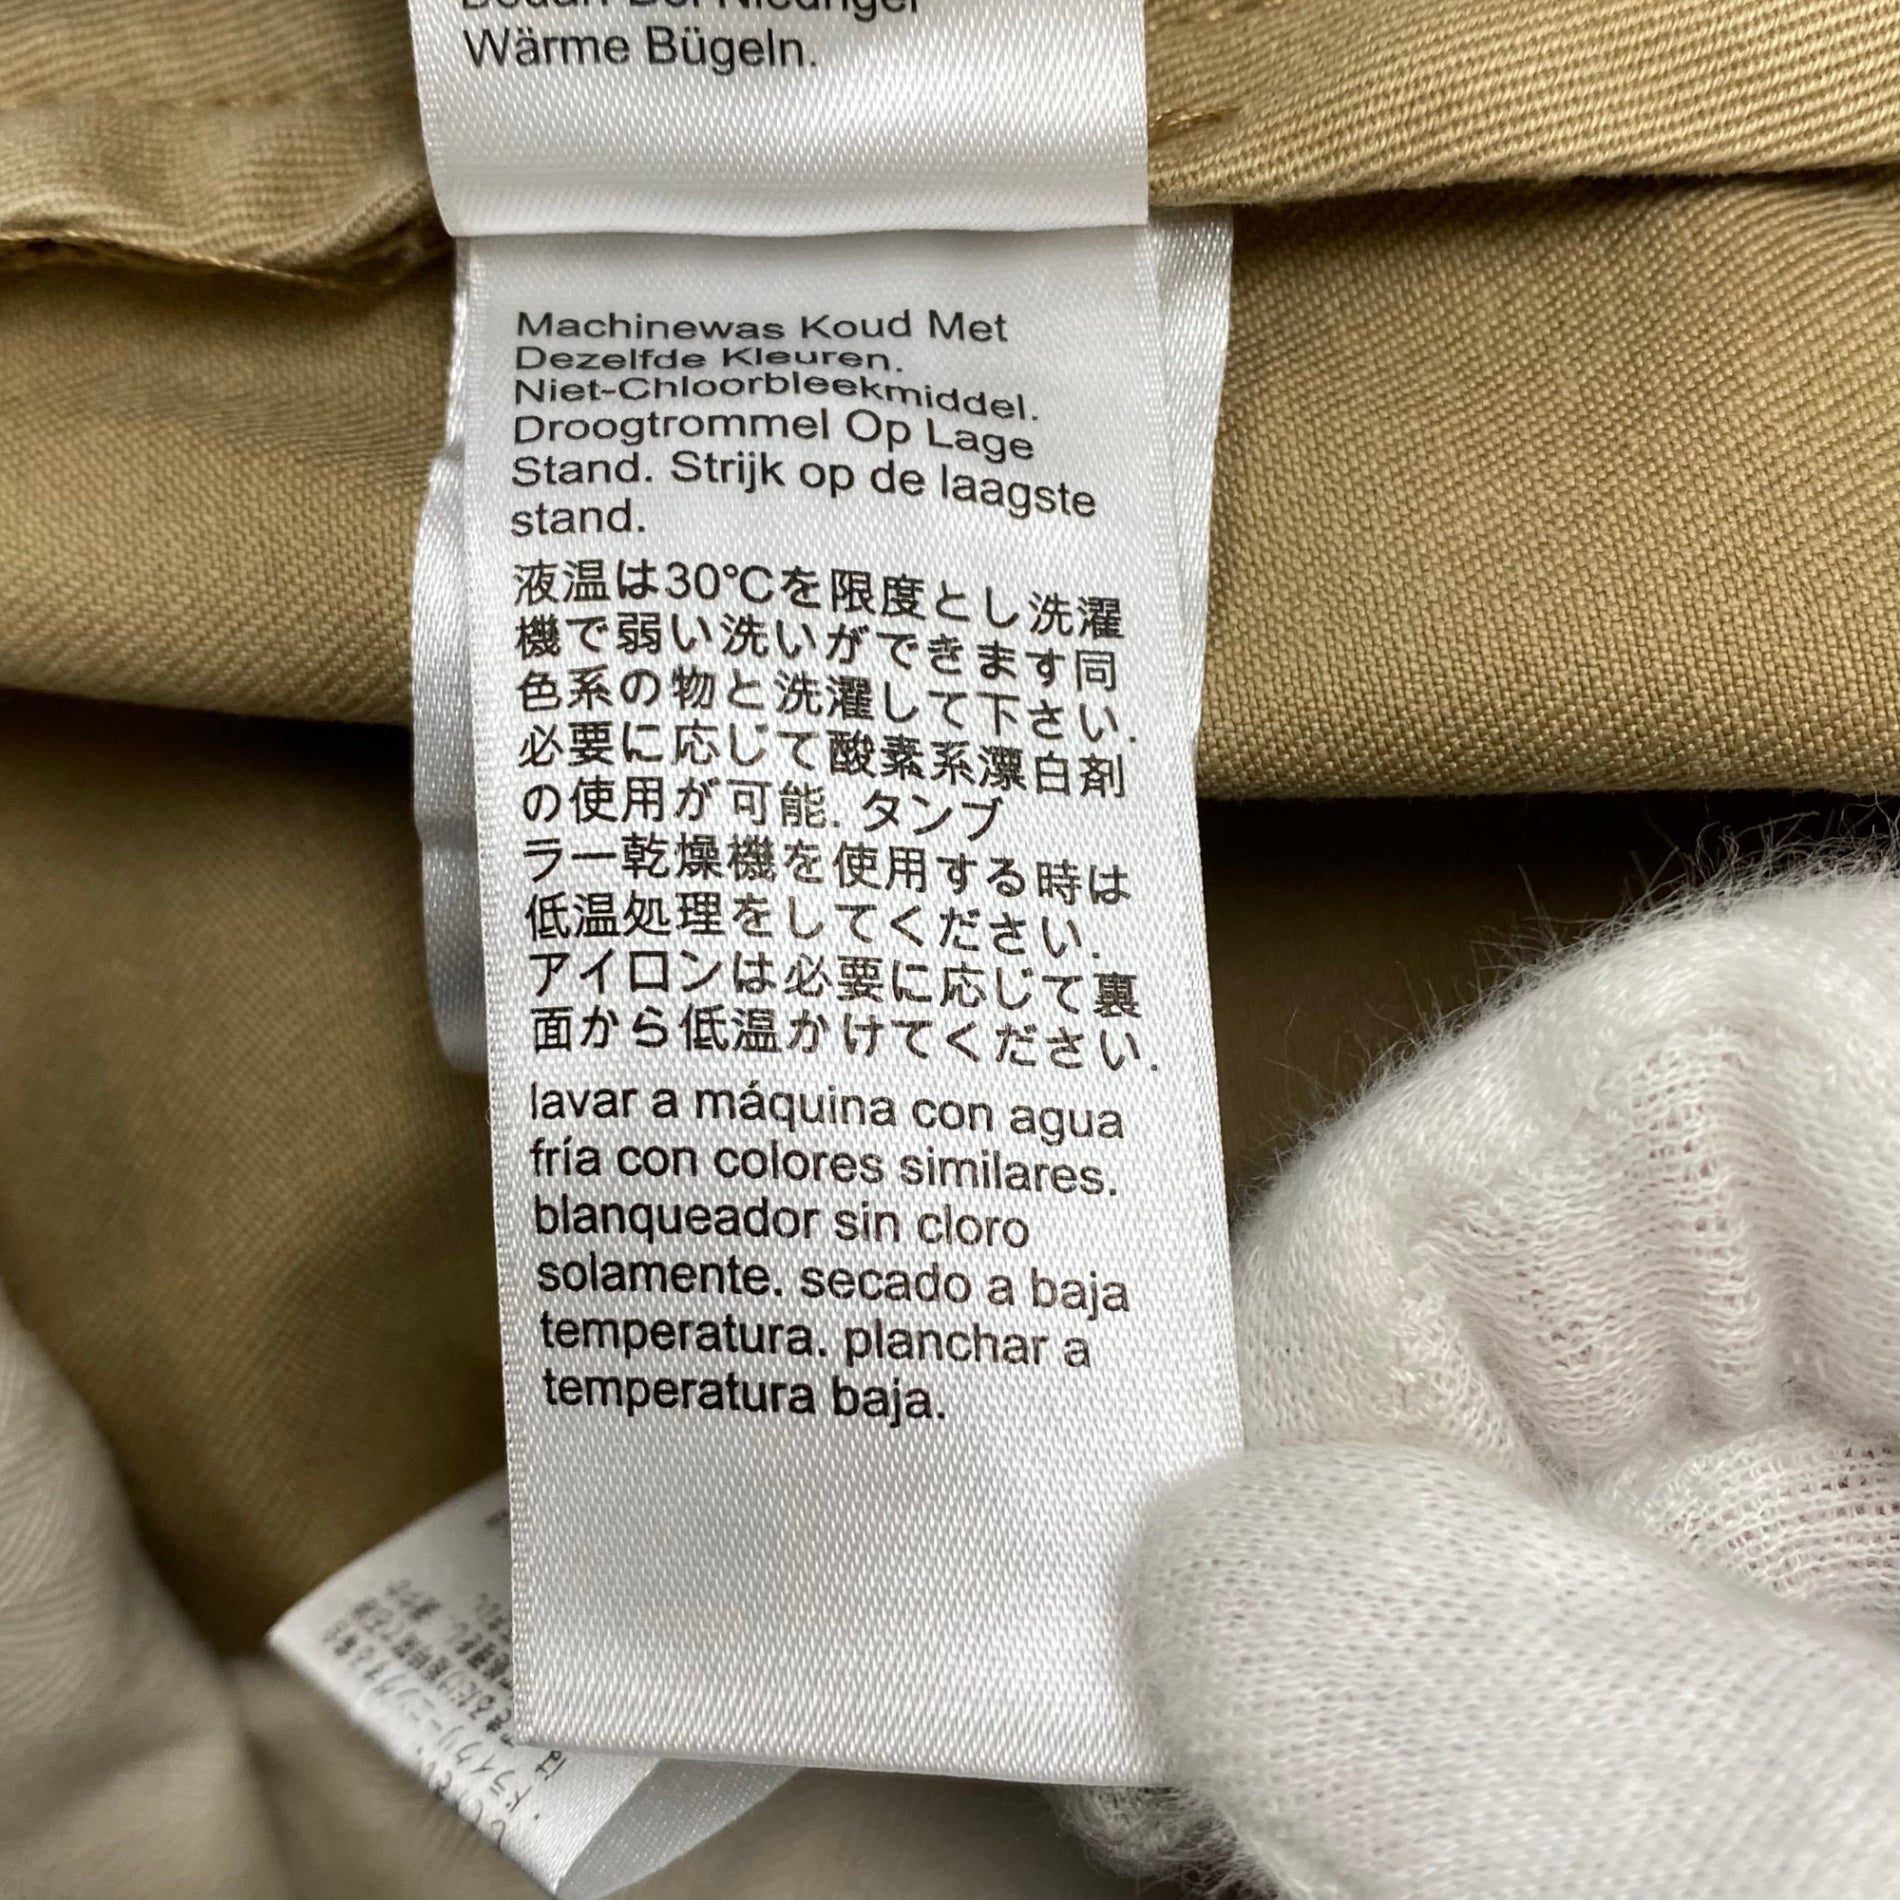 Wärme Bügeln.
Machinewas Koud Met
Dezelfde Kleuren.
Niet-Chloorbleekmiddel.
Droogtrommel Op Lage
Stand. Strijk op de laagste
stand.
液温は30℃を限度とし洗濯
機で弱い洗いができます同
色系の物と洗濯して下さい.
必要に応じて酸素系漂白剤
の使用が可能. タンブ
ラー乾燥機を使用する時は
低温処理をしてください.
アイロンは必要に応じて裏
面から低温かけてください.
lavar a máquina con agua
fría con colores similares.
blanqueador sin cloro
solamente. secado a baja
temperatura. planchar a
temperatura baja.